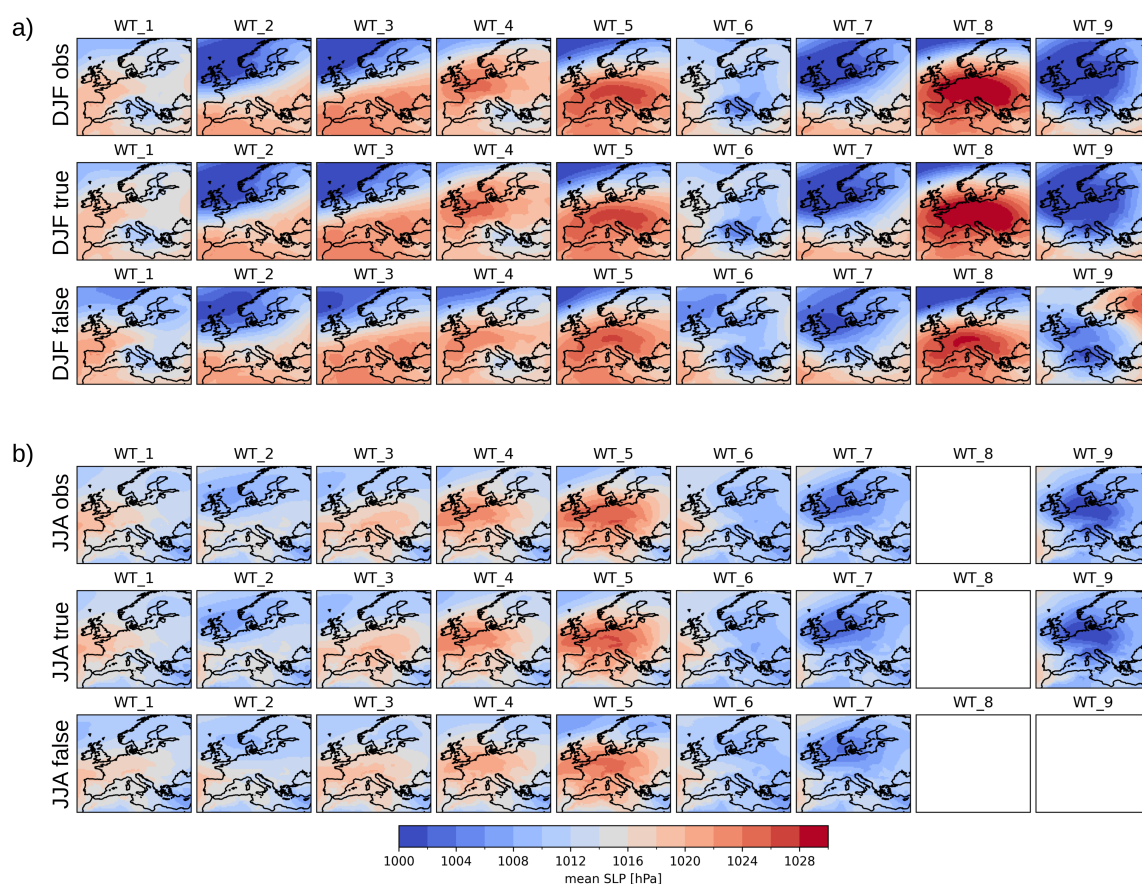 a)
WT_1 WT_2 WT_3 WT_4 WT_5 WT_6 WT_7 WT_8 WT_9
DJF obs
WT_1 WT_2 WT_3 WT_4 WT_5 WT_6 WT_7 WT_8 WT_9
DJF true
WT_1 WT_2 WT_3 WT_4 WT_5 WT_6 WT_7 WT_8 WT_9
DJF false
b)
WT_1 WT_2 WT_3 WT_4 WT_5 WT_6 WT_7 WT_8 WT_9
JJA obs
WT_1 WT_2 WT_3 WT_4 WT_5 WT_6 WT_7 WT_8 WT_9
JJA true
WT_1 WT_2 WT_3 WT_4 WT_5 WT_6 WT_7 WT_8 WT_9
JJA false
1000 1004 1008 1012 1016 1020 1024 1028
mean SLP [hPa]